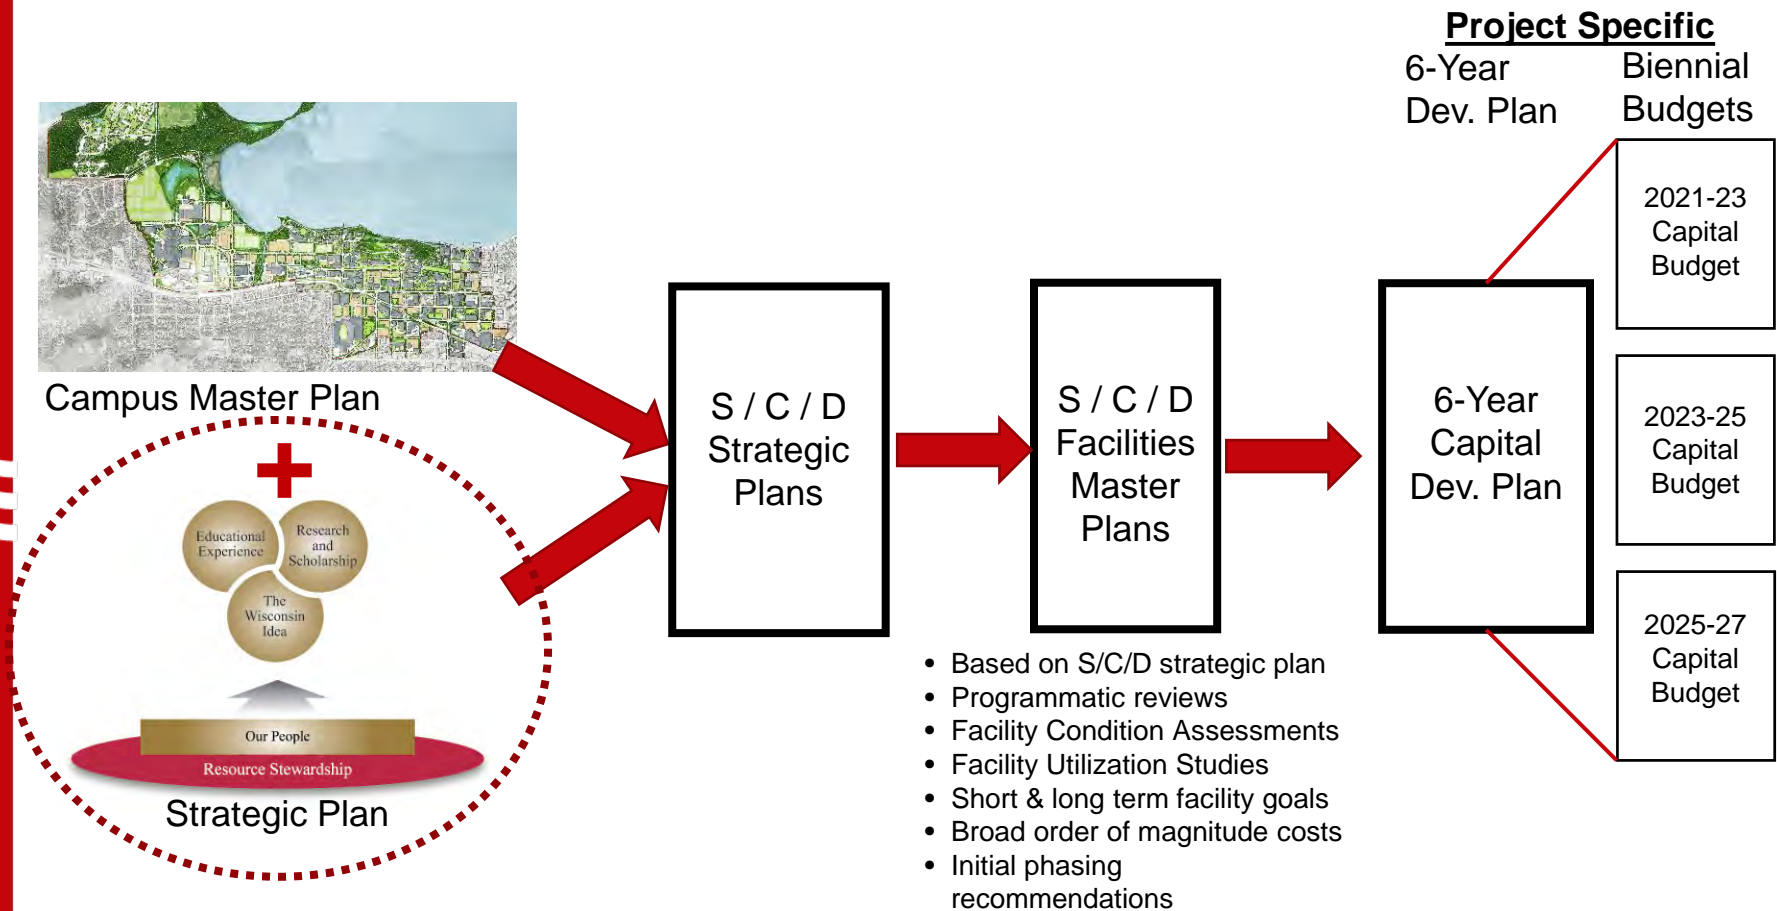 Project Specific
6-Year
Dev. Plan
Biennial
Budgets
Campus Master Plan
+
Educational
Experience
Research
and
Scholarship
The
Wisconsin
Idea
Our People
Resource Stewardship
Strategic Plan
S / C / D
Strategic
Plans
S / C / D
Facilities
Master
Plans
• Based on S/C/D strategic plan
• Programmatic reviews
• Facility Condition Assessments
• Facility Utilization Studies
• Short & long term facility goals
• Broad order of magnitude costs
• Initial phasing
recommendations
6-Year
Capital
Dev. Plan
2021-23
Capital
Budget
2023-25
Capital
Budget
2025-27
Capital
Budget